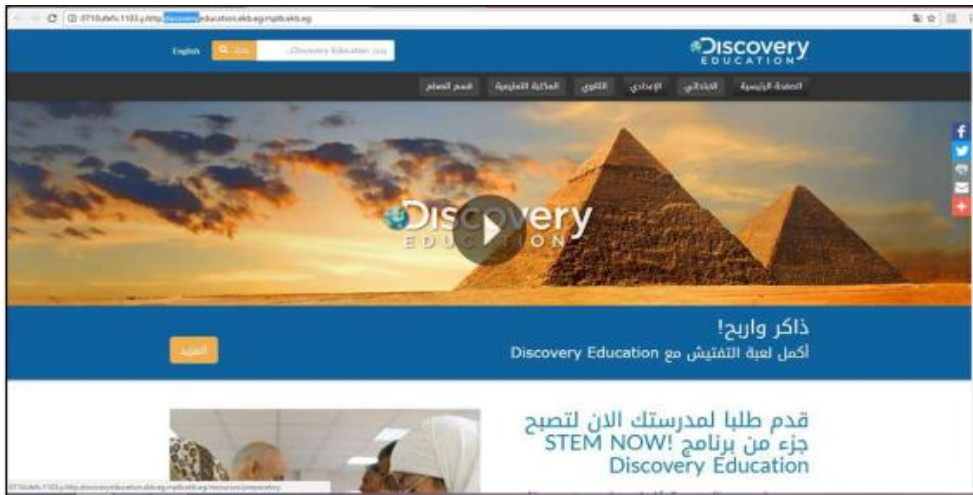 English
بحث
DISCOVERY
EDUCATION
الصفحة الرئيسية
الابتدائي
الإعدادي
الثانوي
المكتبة التعليمية
قسم المعلم
DISCOVERY
EDUCATION
ذاكر واربح!
أكمل لعبة التفتيش مع Discovery Education
المزيد
قدم طلبا لمدرستك الان لتصبح
جزء من برنامج STEM NOW!
Discovery Education